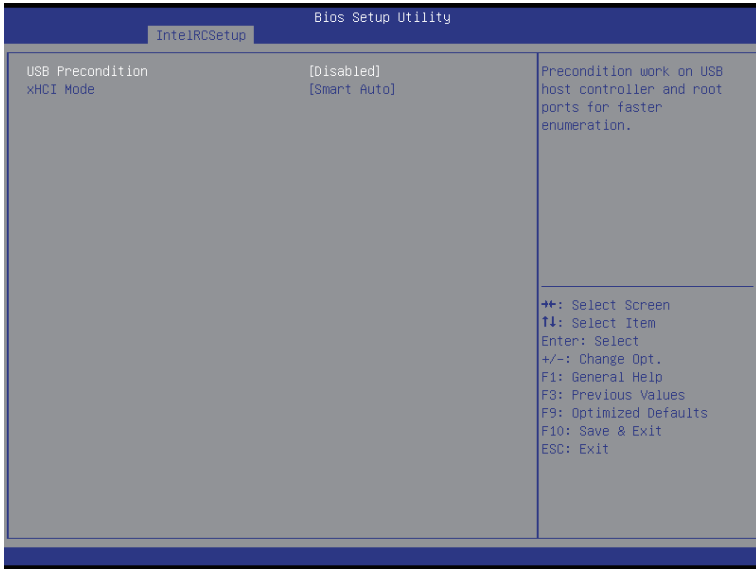 Bios Setup Utility
IntelRCSetup
USB Precondition [Disabled]
xHCI Mode [Smart Auto]
Precondition work on USB
host controller and root
ports for faster
enumeration.
→←: Select Screen
↑↓: Select Item
Enter: Select
+/-: Change Opt.
F1: General Help
F3: Previous Values
F9: Optimized Defaults
F10: Save & Exit
ESC: Exit